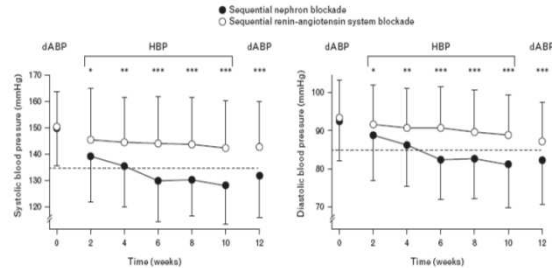 Sequential nephron blockade
Sequential renin-angiotensin system blockade
dABP HBP dABP
* ** *** *** *** ***
Systolic blood pressure (mmHg)
170
160
150
140
130
120
0 2 4 6 8 10 12
Time (weeks)
dABP HBP dABP
* ** *** *** *** ***
Diastolic blood pressure (mmHg)
100
90
80
70
60
0 2 4 6 8 10 12
Time (weeks)